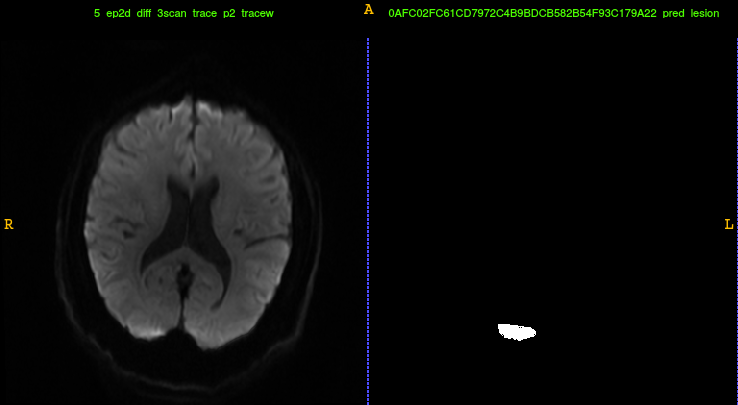 5 ep2d diff 3scan trace p2 tracew
A
0AFC02FC61CD7972C4B9BDCB582B54F93C179A22 pred lesion
R
L